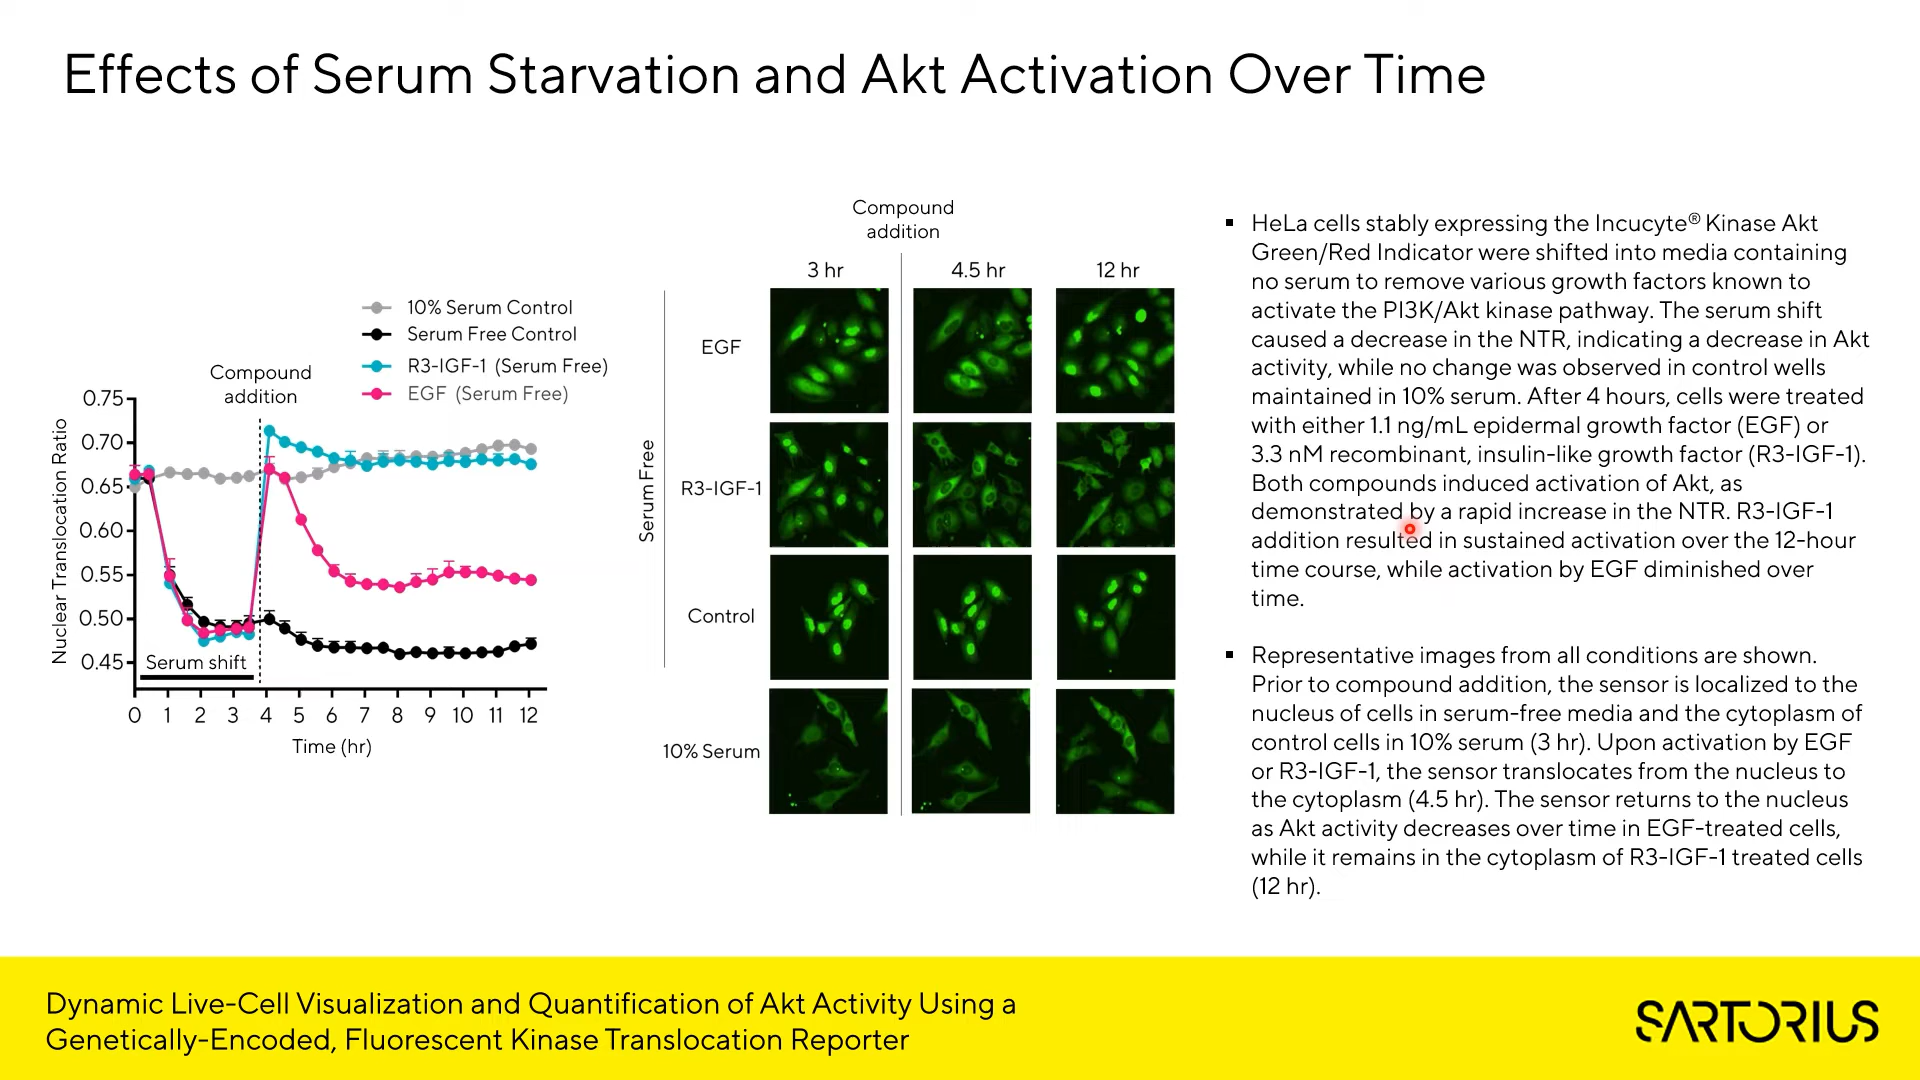 Effects of Serum Starvation and Akt Activation Over Time
10% Serum Control
Serum Free Control
R3-IGF-1 (Serum Free)
EGF (Serum Free)
Compound
addition
Nuclear Translocation Ratio
0.75
0.70
0.65
0.60
0.55
0.50
0.45
Serum shift
0 1 2 3 4 5 6 7 8 9 10 11 12
Time (hr)
Compound
addition
3 hr 4.5 hr 12 hr
Serum Free
EGF
R3-IGF-1
Control
10% Serum
▪ HeLa cells stably expressing the Incucyte® Kinase Akt
Green/Red Indicator were shifted into media containing
no serum to remove various growth factors known to
activate the PI3K/Akt kinase pathway. The serum shift
caused a decrease in the NTR, indicating a decrease in Akt
activity, while no change was observed in control wells
maintained in 10% serum. After 4 hours, cells were treated
with either 1.1 ng/mL epidermal growth factor (EGF) or
3.3 nM recombinant, insulin-like growth factor (R3-IGF-1).
Both compounds induced activation of Akt, as
demonstrated by a rapid increase in the NTR. R3-IGF-1
addition resulted in sustained activation over the 12-hour
time course, while activation by EGF diminished over
time.
▪ Representative images from all conditions are shown.
Prior to compound addition, the sensor is localized to the
nucleus of cells in serum-free media and the cytoplasm of
control cells in 10% serum (3 hr). Upon activation by EGF
or R3-IGF-1, the sensor translocates from the nucleus to
the cytoplasm (4.5 hr). The sensor returns to the nucleus
as Akt activity decreases over time in EGF-treated cells,
while it remains in the cytoplasm of R3-IGF-1 treated cells
(12 hr).
Dynamic Live-Cell Visualization and Quantification of Akt Activity Using a
Genetically-Encoded, Fluorescent Kinase Translocation Reporter
SARTORIUS